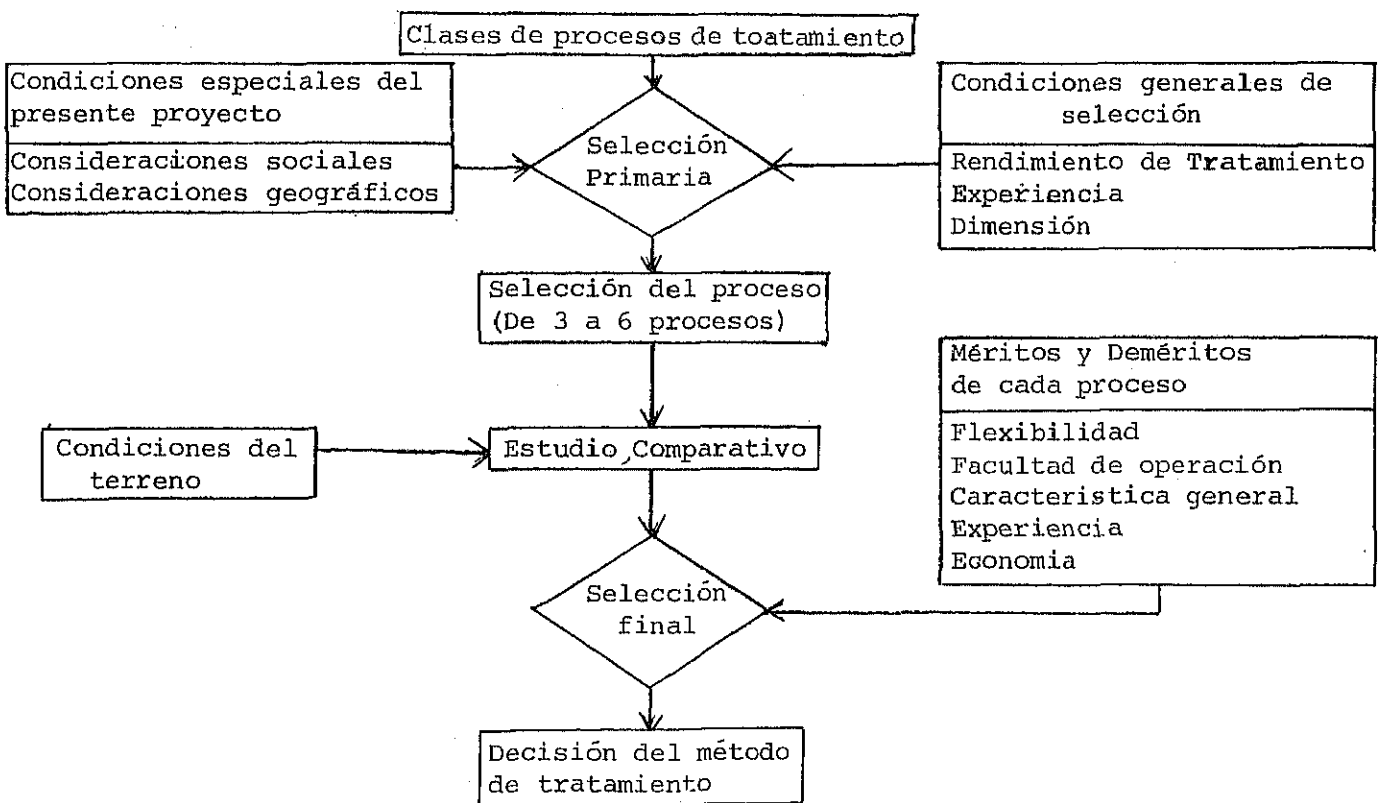 Clases de procesos de toatamiento
Condiciones especiales del
presente proyecto
Consideraciones sociales
Consideraciones geográficos
Selección
Primaria
Condiciones generales de
selección
Rendimiento de Tratamiento
Experiencia
Dimensión
Selección del proceso
(De 3 a 6 procesos)
Méritos y Deméritos
de cada proceso
Flexibilidad
Facultad de operación
Caracteristica general
Experiencia
Economia
Condiciones del
terreno
Estudio Comparativo
Selección
final
Decisión del método
de tratamiento